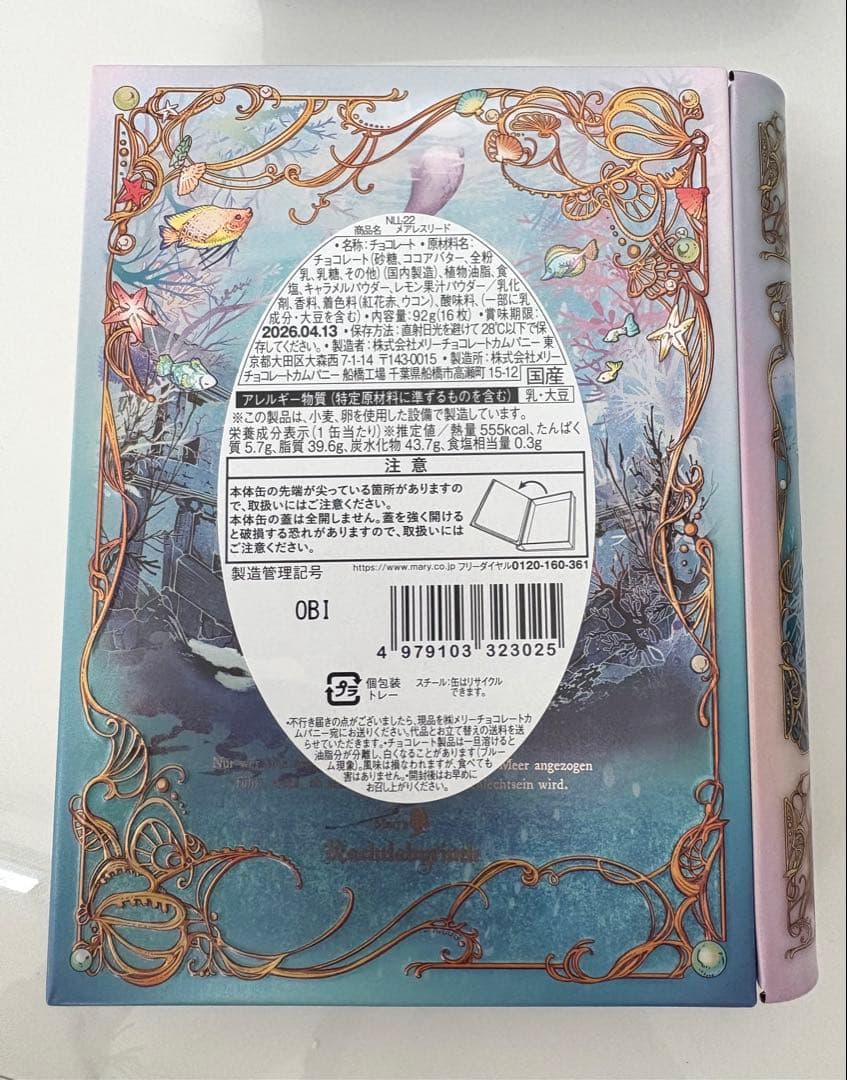 NLL-22
商品名 メアレスリード
・名称:チョコレート・原材料名:
チョコレート(砂糖、ココアバター、全粉
乳、乳糖、その他)(国内製造)、植物油脂、食
塩、キャラメルパウダー、レモン果汁パウダー/乳化
剤、香料、着色料(紅花赤、ウコン)、酸味料、(一部に乳
成分・大豆を含む)・内容量:92g(16枚)・賞味期限:
2026.04.13・保存方法:直射日光を避けて28℃以下で保
存してください。・製造者:株式会社メリーチョコレートカムパニー 東
京都大田区大森西7-1-14 〒143-0015・製造所:株式会社メリー
チョコレートカムパニー 船橋工場 千葉県船橋市高瀬町15-12 国産
アレルギー物質(特定原材料に準ずるものを含む) 乳・大豆
※この製品は、小麦、卵を使用した設備で製造しています。
栄養成分表示(1缶当たり)※推定値/熱量 555kcal、たんぱく
質 5.7g、脂質 39.6g、炭水化物 43.7g、食塩相当量 0.3g
注意
本体缶の先端が尖っている箇所がありますの
で、取扱いにはご注意ください。
本体缶の蓋は全開しません。蓋を強く開ける
と破損する恐れがありますので、取扱いには
ご注意ください。
https://www.mary.co.jp フリーダイヤル0120-160-361
製造管理記号
OBI
4 979103 323025
プラ
個包装
トレー
スチール:缶はリサイクル
できます。
・不行き届きの点がございましたら、現品を㈱メリーチョコレートカ
ムパニー宛にお送りください。代品とお立て替えの送料を送
らせていただきます。・チョコレート製品は一旦溶けると
油脂分が分離し、白くなることがあります(ブルー
ム現象)。風味は損なわれますが、食べても
害はありません。・開封後はお早めに
お召し上がりください。
Nur wer Meer angezogen
wird.
Mary's
Nachtlabyrinth